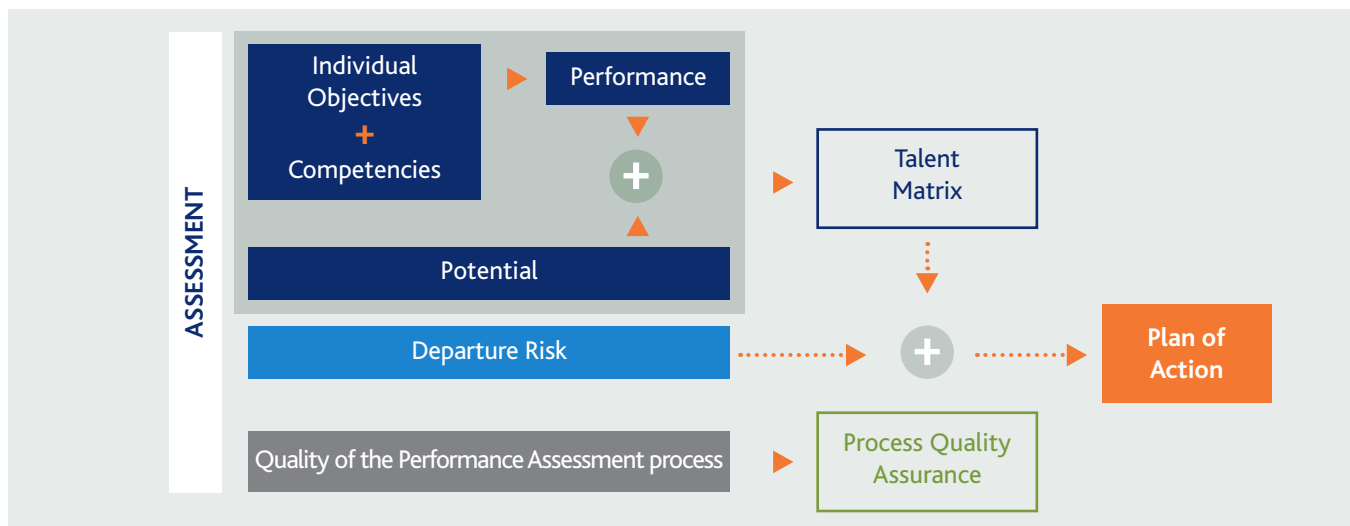 ASSESSMENT
Individual
Objectives
+
Competencies
Performance
+
Potential
Talent
Matrix
Departure Risk
+
Plan of
Action
Quality of the Performance Assessment process
Process Quality
Assurance